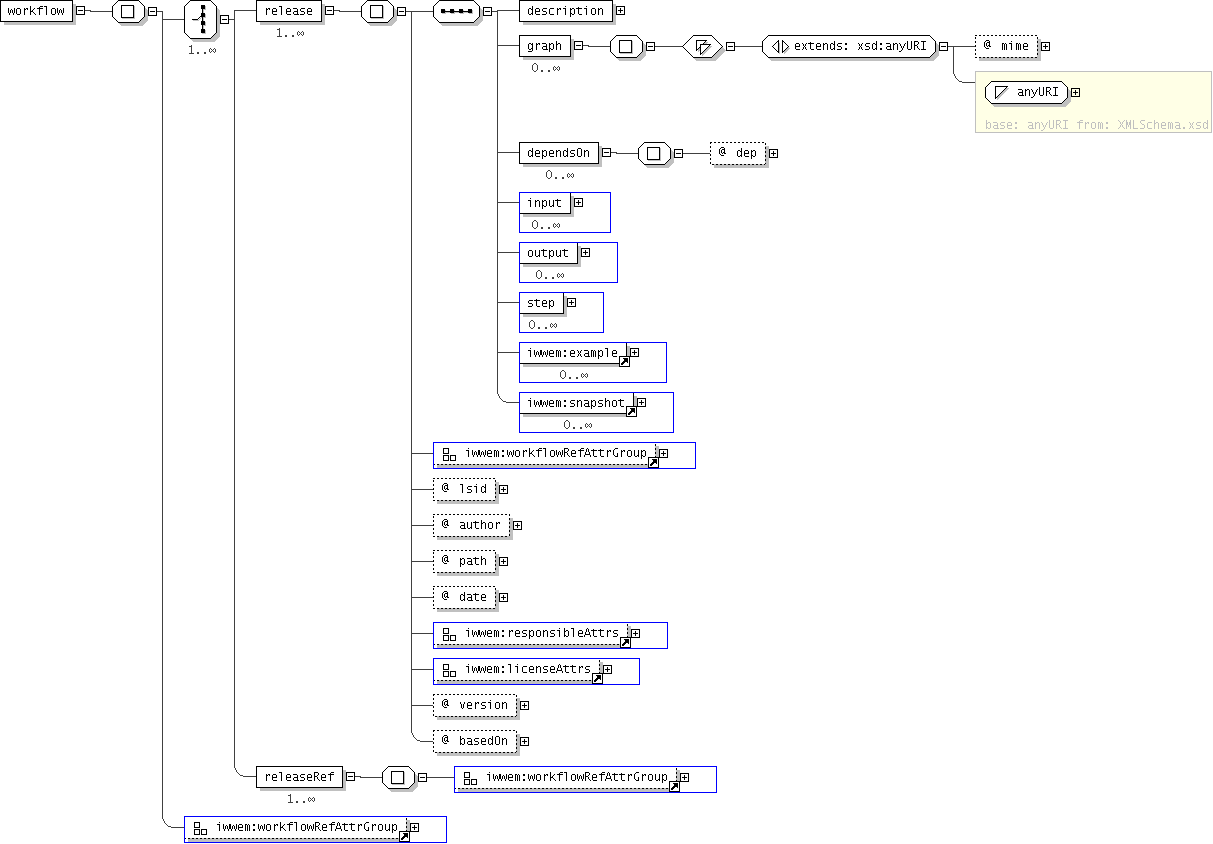 workflow
1..∞
release
1..∞
description
graph
0..∞
extends: xsd:anyURI
@ mime
anyURI
base: anyURI from: XMLSchema.xsd
dependsOn
0..∞
@ dep
input
0..∞
output
0..∞
step
0..∞
iwwem:example
0..∞
iwwem:snapshot
0..∞
iwwem:workflowRefAttrGroup
@ lsid
@ author
@ path
@ date
iwwem:responsibleAttrs
iwwem:licenseAttrs
@ version
@ basedOn
releaseRef
1..∞
iwwem:workflowRefAttrGroup
iwwem:workflowRefAttrGroup